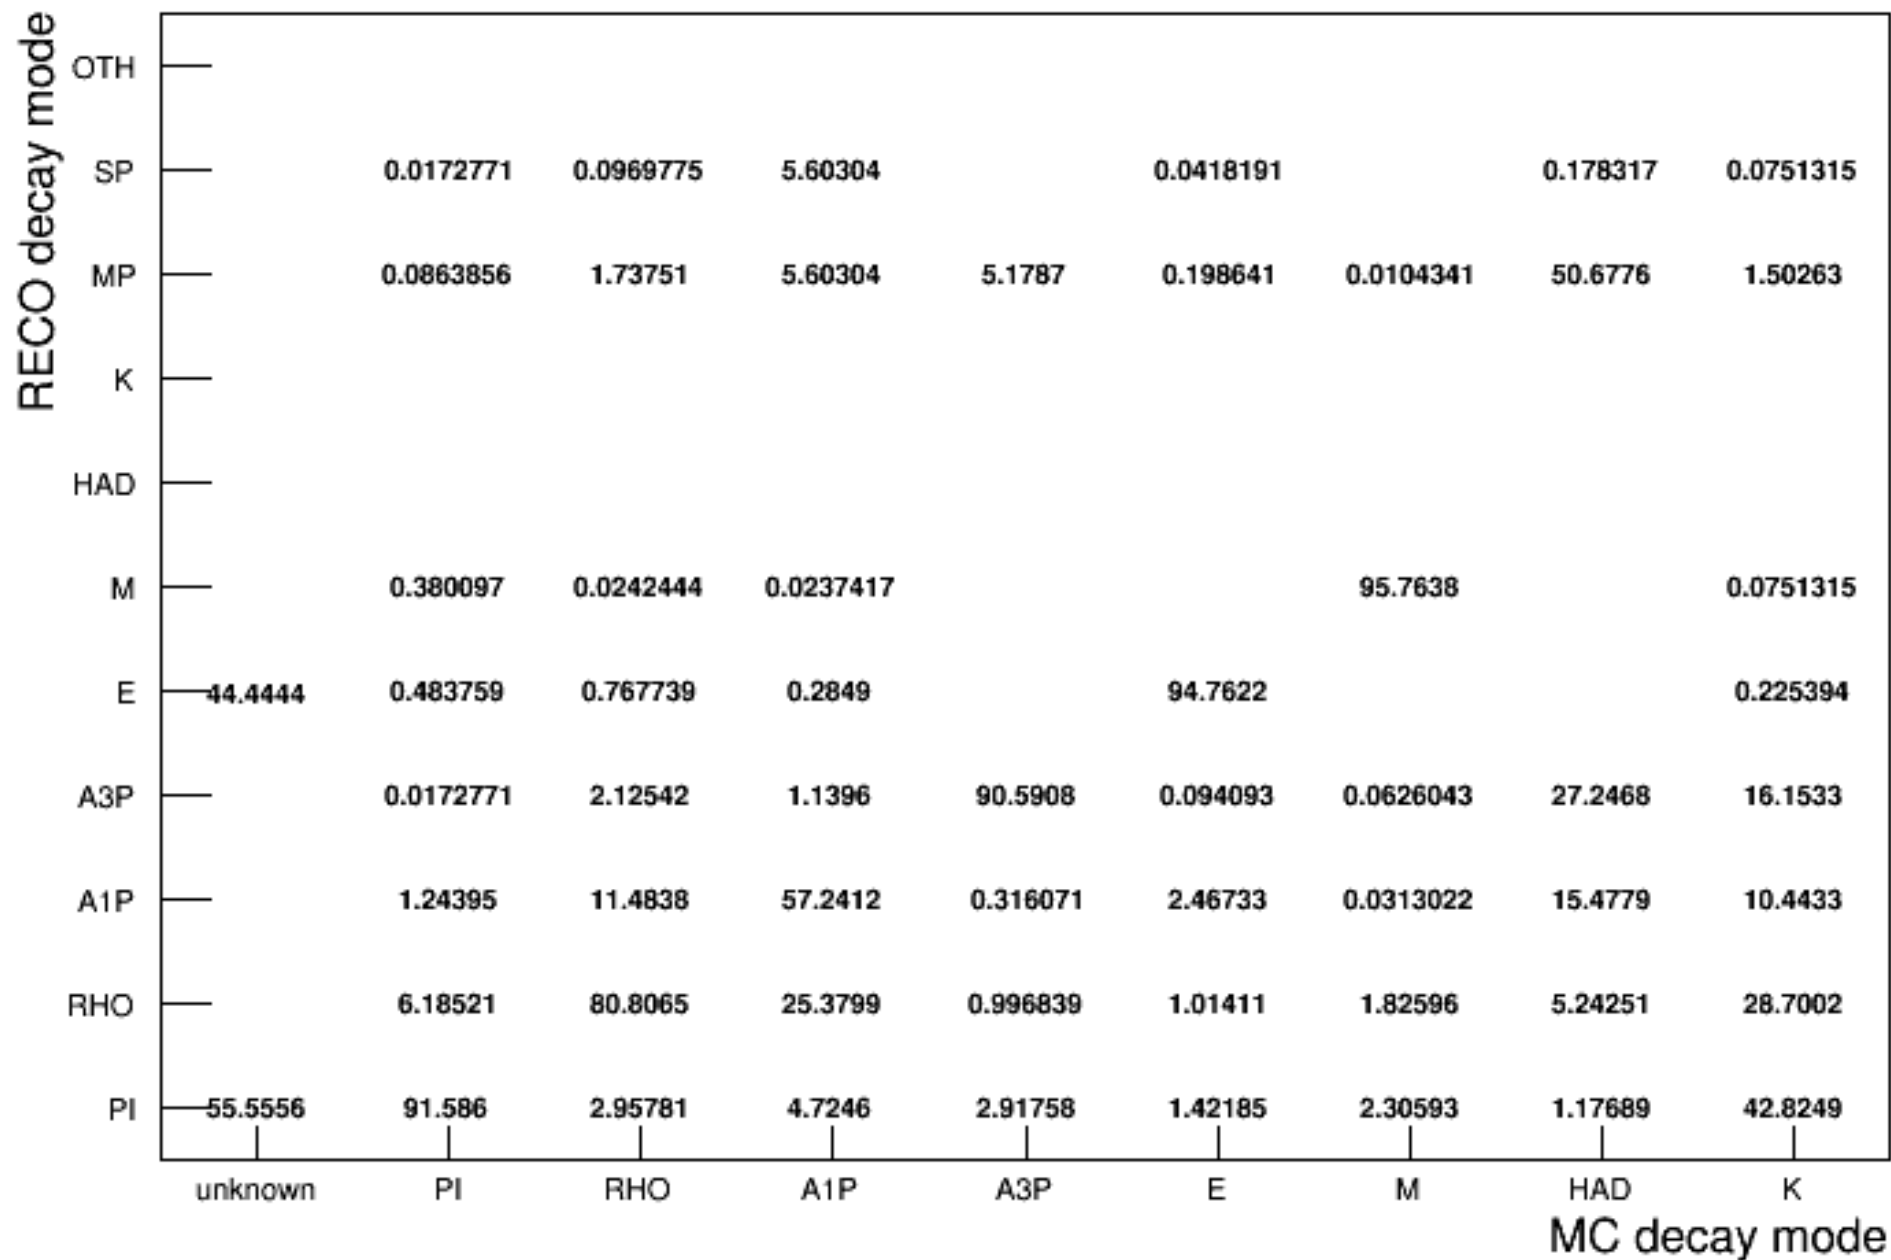 RECO decay mode
OTH
SP 0.0172771 0.0969775 5.60304 0.0418191 0.178317 0.0751315
MP 0.0863856 1.73751 5.60304 5.1787 0.198641 0.0104341 50.6776 1.50263
K
HAD
M 0.380097 0.0242444 0.0237417 95.7638 0.0751315
E 44.4444 0.483759 0.767739 0.2849 94.7622 0.225394
A3P 0.0172771 2.12542 1.1396 90.5908 0.094093 0.0626043 27.2468 16.1533
A1P 1.24395 11.4838 57.2412 0.316071 2.46733 0.0313022 15.4779 10.4433
RHO 6.18521 80.8065 25.3799 0.996839 1.01411 1.82596 5.24251 28.7002
PI 55.5556 91.586 2.95781 4.7246 2.91758 1.42185 2.30593 1.17689 42.8249
unknown PI RHO A1P A3P E M HAD K
MC decay mode